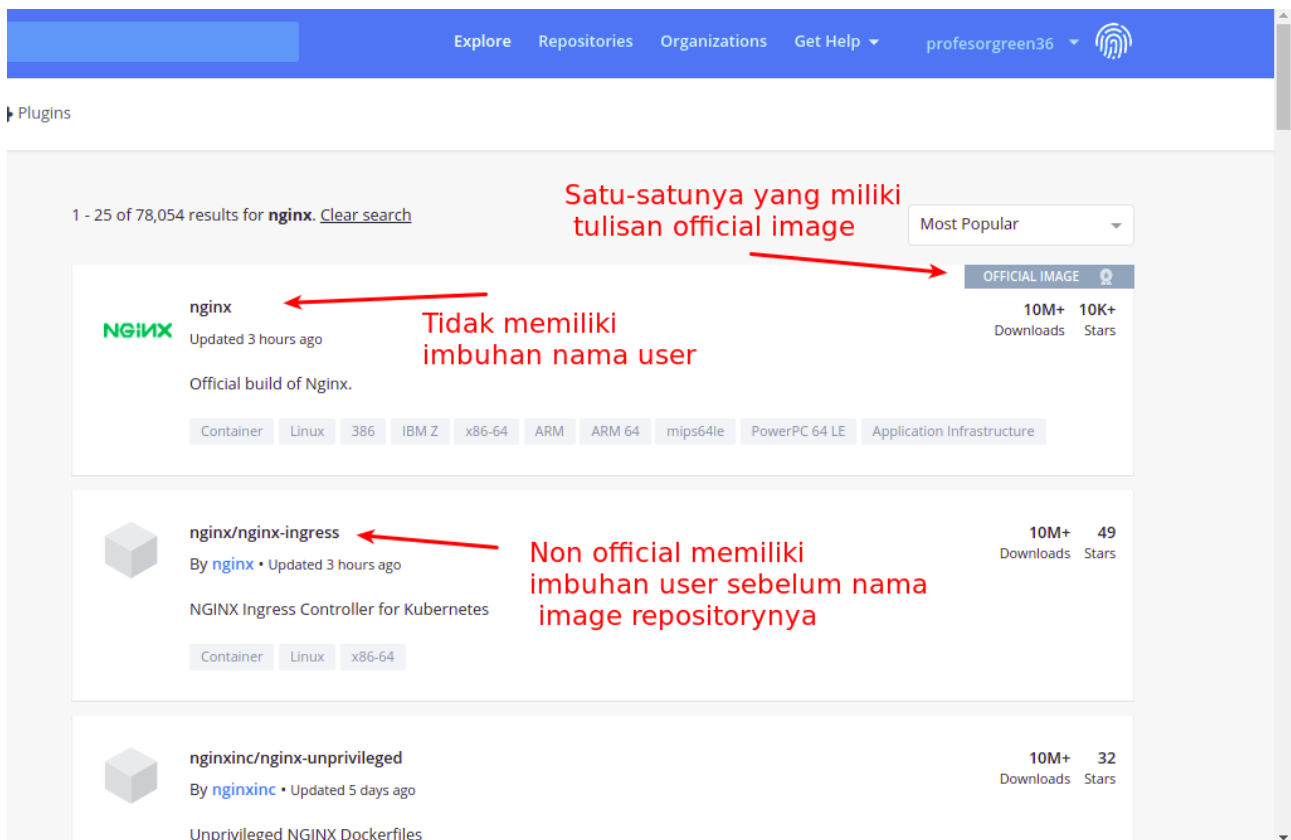 Explore Repositories Organizations Get Help profesorgreen36
Plugins
Satu-satunya yang miliki
tulisan official image
1 - 25 of 78,054 results for nginx. Clear search
Most Popular
OFFICIAL IMAGE
NGINX
nginx
10M+ 10K+
Updated 3 hours ago
Downloads Stars
Tidak memiliki
imbuhan nama user
Official build of Nginx.
Container Linux 386 IBM Z x86-64 ARM ARM 64 mips64le PowerPC 64 LE Application Infrastructure
nginx/nginx-ingress
10M+ 49
By nginx • Updated 3 hours ago
Downloads Stars
Non official memiliki
imbuhan user sebelum nama
image repositorynya
NGINX Ingress Controller for Kubernetes
Container Linux x86-64
nginxinc/nginx-unprivileged
10M+ 32
By nginxinc • Updated 5 days ago
Downloads Stars
Unprivileged NGINX Dockerfiles